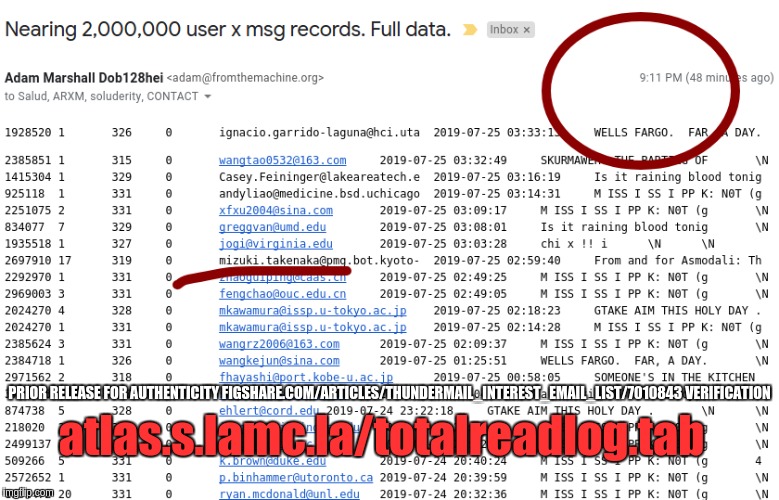 Nearing 2,000,000 user x msg records. Full data. Inbox x
Adam Marshall Dob128hei <adam@fromthemachine.org> 9:11 PM (48 minutes ago)
to Salud, ARXM, soluderity, CONTACT
1928520 1 326 0 ignacio.garrido-laguna@hci.uta 2019-07-25 03:33:13 WELLS FARGO. FAR, A DAY.
2385851 1 315 0 wangtao0532@163.com 2019-07-25 03:32:49 SKURMAWER. THE PARTING OF \N
1415304 1 329 0 Casey.Feininger@lakeareatech.e 2019-07-25 03:16:19 Is it raining blood tonig
925118 1 331 0 andyliao@medicine.bsd.uchicago 2019-07-25 03:14:31 M ISS I SS I PP K: N0T (g
2251075 2 331 0 xfxu2004@sina.com 2019-07-25 03:09:17 M ISS I SS I PP K: N0T (g \N
834077 7 329 0 greggvan@umd.edu 2019-07-25 03:08:01 Is it raining blood tonig \N
1935518 1 327 0 jogi@virginia.edu 2019-07-25 03:03:28 chi x !! i \N \N
2697910 17 319 0 mizuki.takenaka@pmg.bot.kyoto- 2019-07-25 02:59:40 From and for Asmodali: Th
2292970 1 331 0 zhaoguiping@caas.cn 2019-07-25 02:49:25 M ISS I SS I PP K: N0T (g \N
2969003 3 331 0 fengchao@ouc.edu.cn 2019-07-25 02:49:05 M ISS I SS I PP K: N0T (g \N
2024270 4 328 0 mkawamura@issp.u-tokyo.ac.jp 2019-07-25 02:18:23 GTAKE AIM THIS HOLY DAY .
2024270 1 331 0 mkawamura@issp.u-tokyo.ac.jp 2019-07-25 02:14:28 M ISS I SS I PP K: N0T (g
2385624 3 331 0 wangrz2006@163.com 2019-07-25 02:09:37 M ISS I SS I PP K: N0T (g \N
2384718 1 326 0 wangkejun@sina.com 2019-07-25 01:25:51 WELLS FARGO. FAR, A DAY. \N
2971562 2 318 0 fhayashi@port.kobe-u.ac.jp 2019-07-25 00:58:05 SOMEONE'S IN THE KITCHEN
PRIOR RELEASE FOR AUTHENTICITY FIGSHARE.COM/ARTICLES/THUNDERMAIL_INTEREST_EMAIL_LIST/7010843 VERIFICATION
874738 5 328 0 ehlert@cord.edu 2019-07-24 23:22:18 GTAKE AIM THIS HOLY DAY . \N \N
218020
atlas.s.lamc.la/totalreadlog.tab
2499137
509266 5 331 0 k.brown@duke.edu 2019-07-24 20:40:24 M ISS I SS I PP K: N0T (g 4
2572652 1 331 0 p.binhammer@utoronto.ca 2019-07-24 20:39:59 M ISS I SS I PP K: N0T (g \N
20 331 0 ryan.mcdonald@unl.edu 2019-07-24 20:32:36 M ISS I SS I PP K: N0T (g \N
imgflip.com